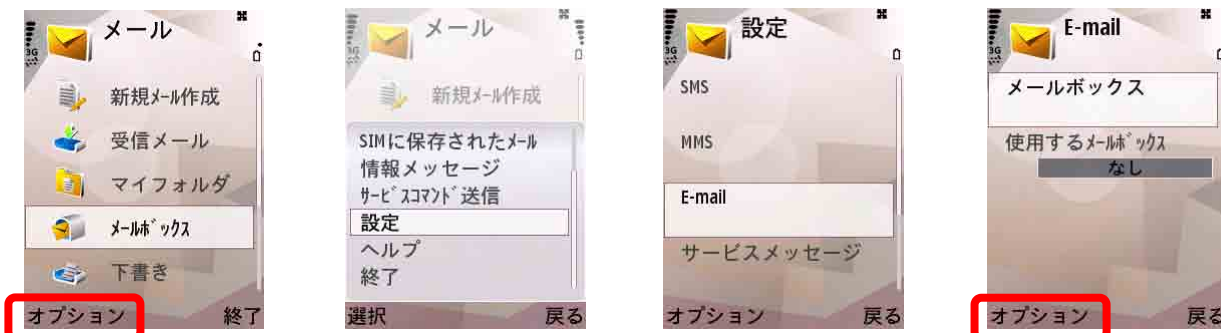 メール
3G
新規ﾒｰﾙ作成
受信メール
マイフォルダ
ﾒｰﾙﾎﾞｯｸｽ
下書き
オプション 終了
メール
3G
新規ﾒｰﾙ作成
SIMに保存されたﾒｰﾙ
情報メッセージ
ｻｰﾋﾞｽｺﾏﾝﾄﾞ送信
設定
ヘルプ
終了
選択 戻る
設定
3G
SMS
MMS
E-mail
サービスメッセージ
オプション 戻る
E-mail
3G
メールボックス
使用するﾒｰﾙﾎﾞｯｸｽ
なし
オプション 戻る